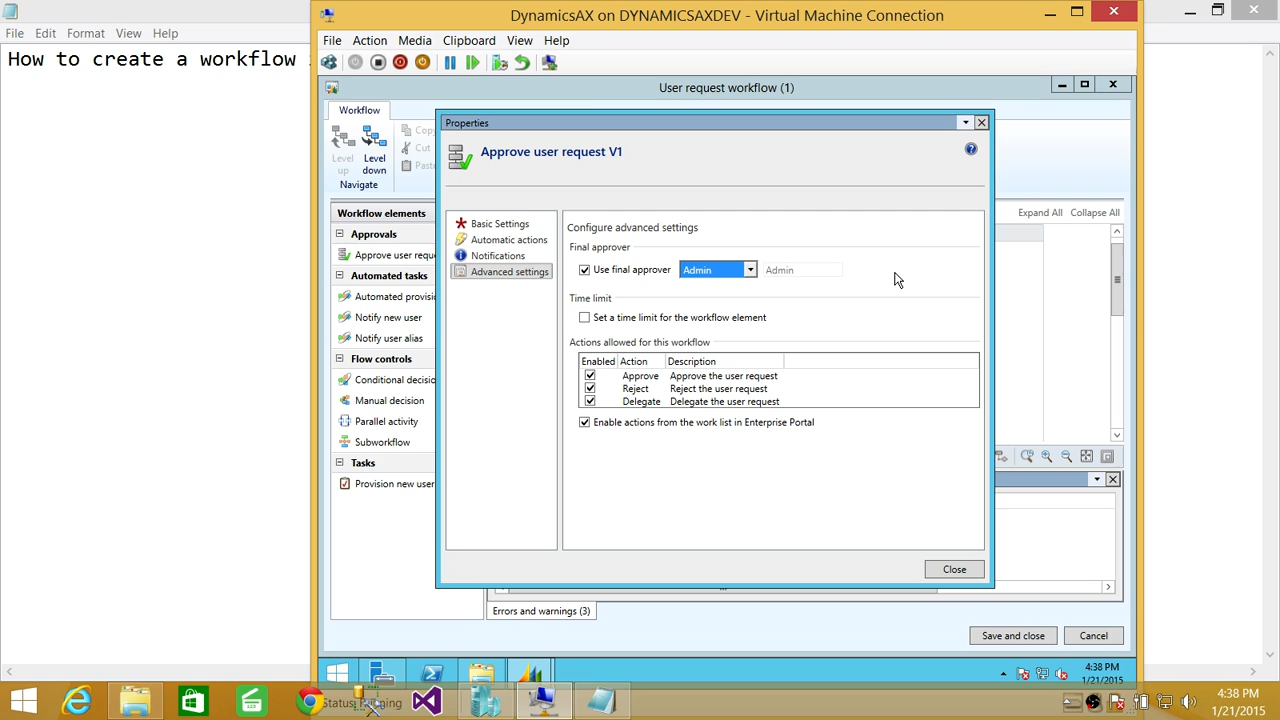 DynamicsAX on DYNAMICSAXDEV - Virtual Machine Connection
File Edit Format View Help
File Action Media Clipboard View Help
How to create a workflow
User request workflow (1)
Workflow
Properties
Level up
Level down
Cut
Navigate
Approve user request V1
Workflow elements
Expand All Collapse All
Basic Settings
Automatic actions
Notifications
Advanced settings
Configure advanced settings
Final approver
Use final approver Admin Admin
Time limit
Set a time limit for the workflow element
Actions allowed for this workflow
Enabled Action Description
Approve Approve the user request
Reject Reject the user request
Delegate Delegate the user request
Enable actions from the work list in Enterprise Portal
Close
Approvals
Approve user reque
Automated tasks
Automated provisi
Notify new user
Notify user alias
Flow controls
Conditional decisio
Manual decision
Parallel activity
Subworkflow
Tasks
Provision new user
Errors and warnings (3)
Save and close Cancel
4:38 PM
1/21/2015
4:38 PM
1/21/2015